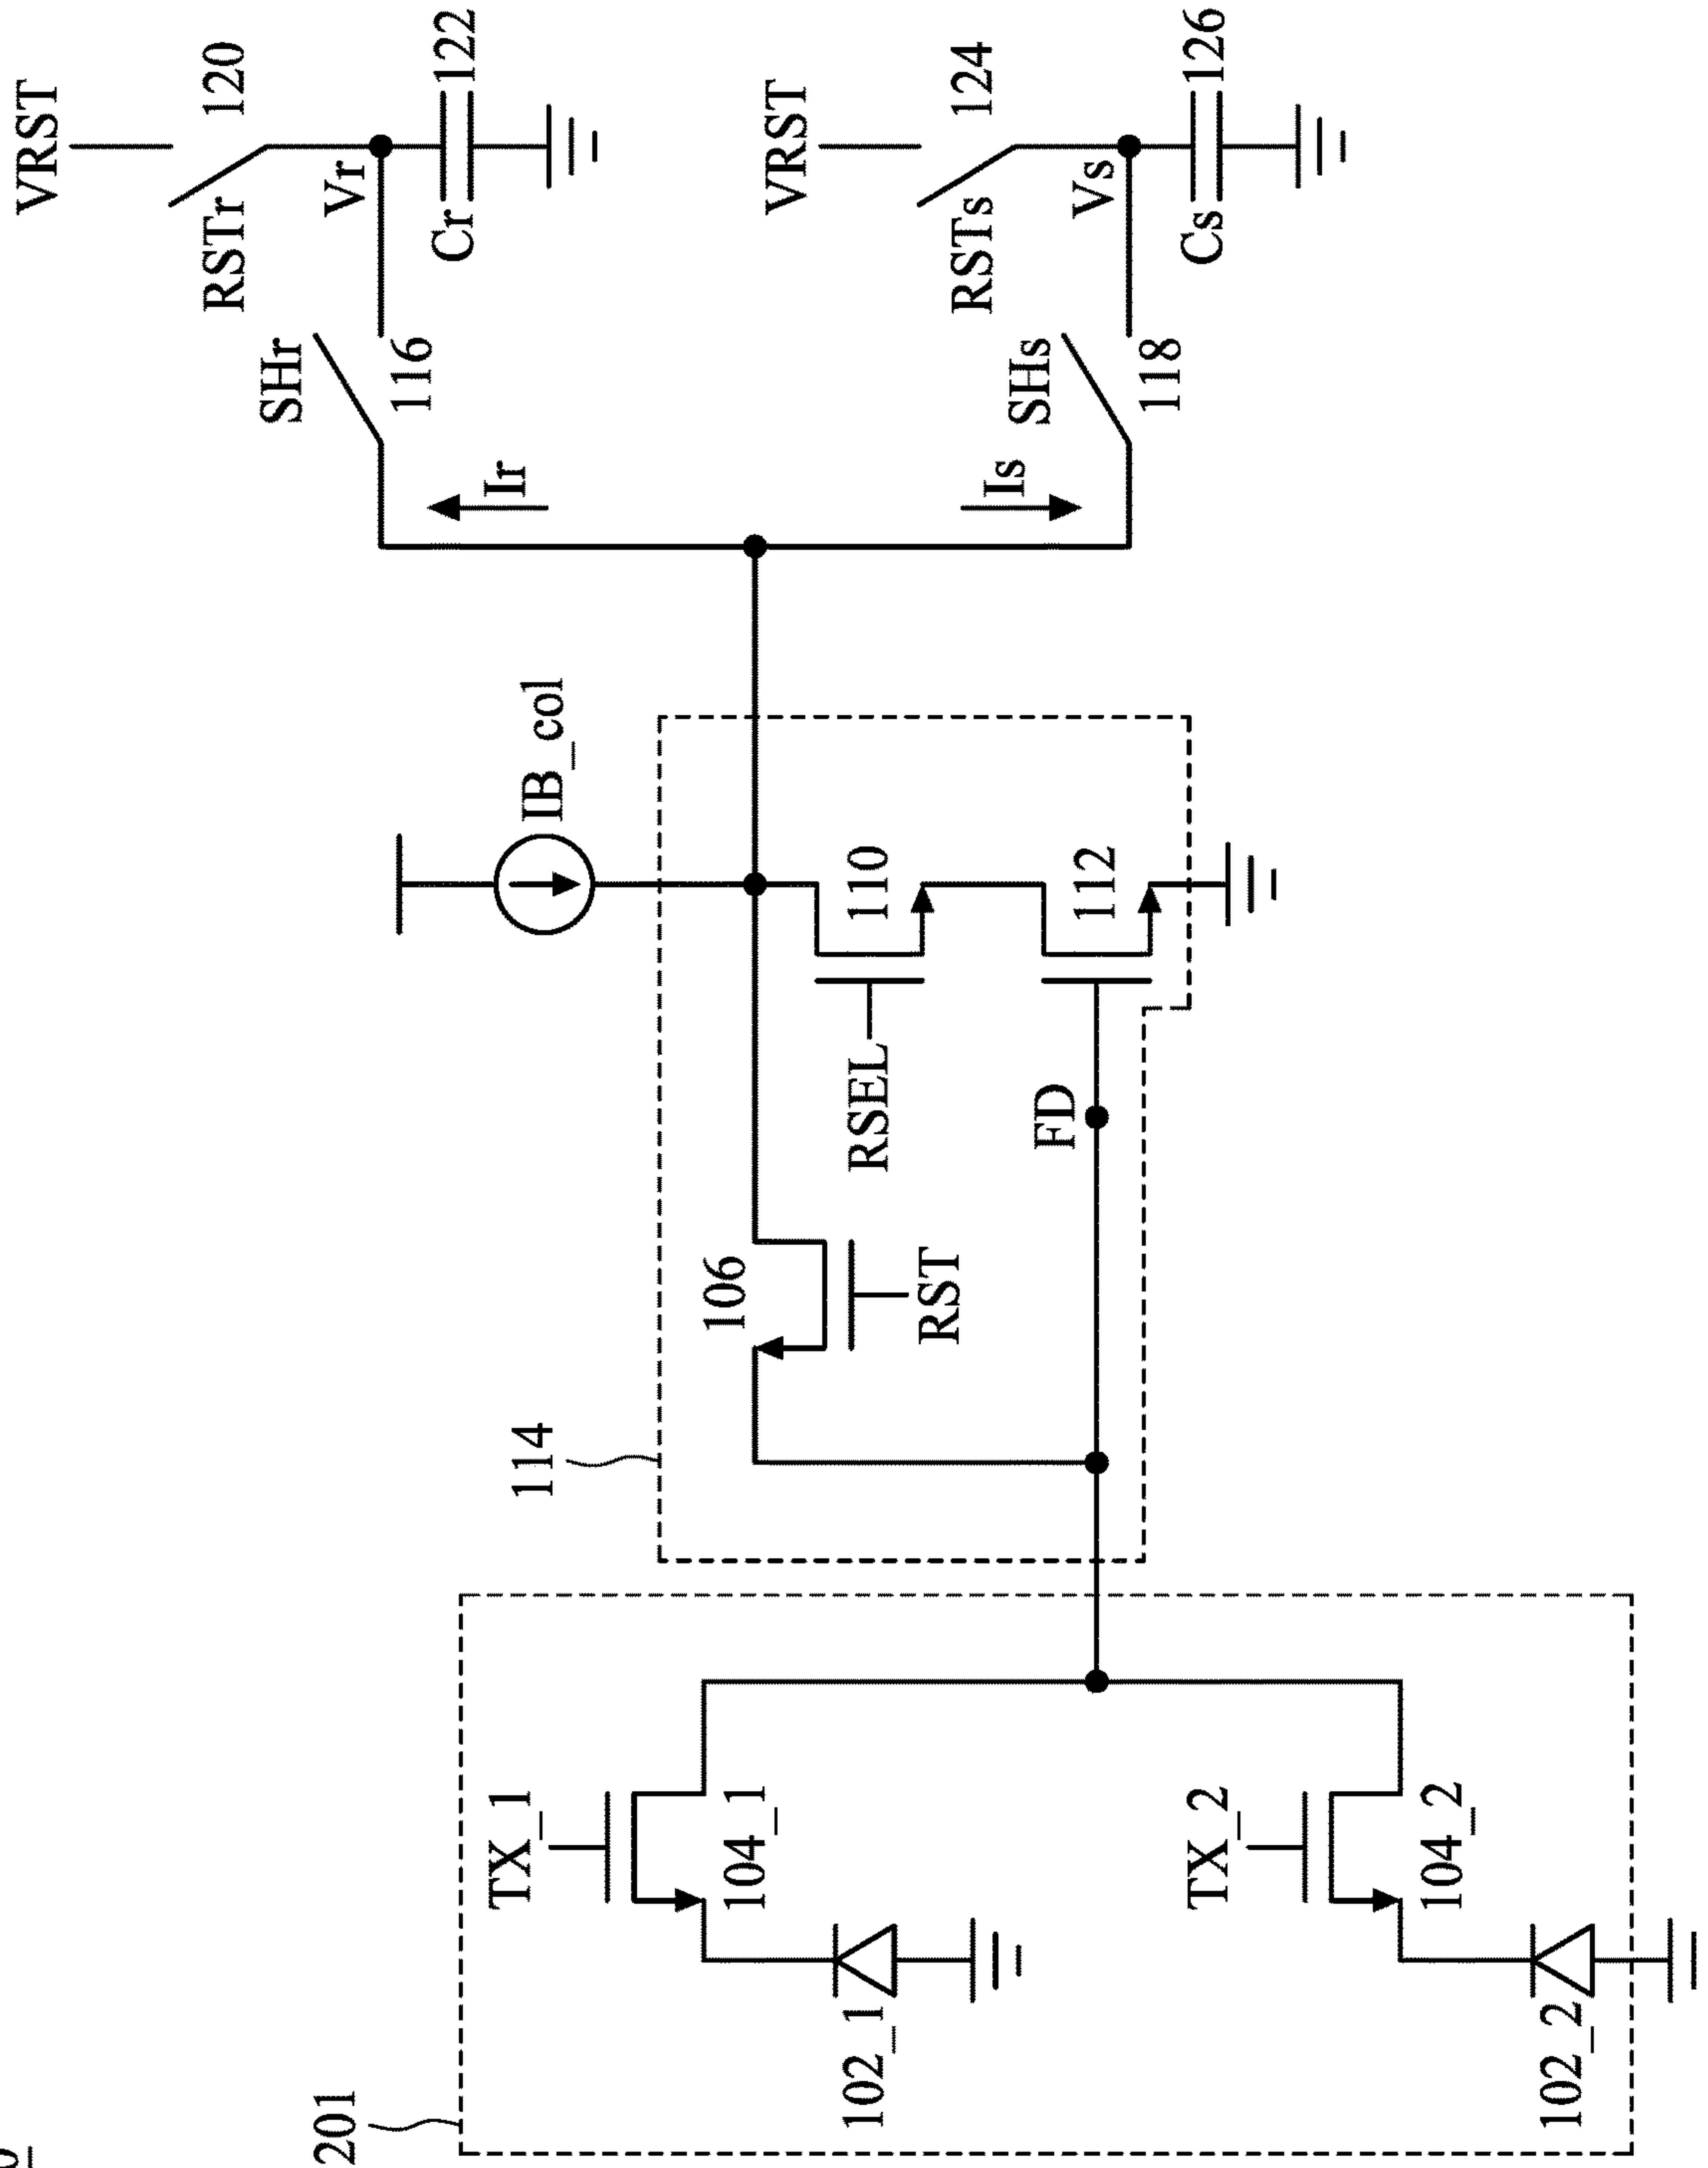 201
TX_1
104_1
102_1
TX_2
104_2
102_2
114
106
RST
FD
RSEL
110
112
IB_col
Ir
Is
SHr
116
SHs
118
VRST
RSTr
120
Vr
Cr
122
VRST
RSTs
124
Vs
Cs
126